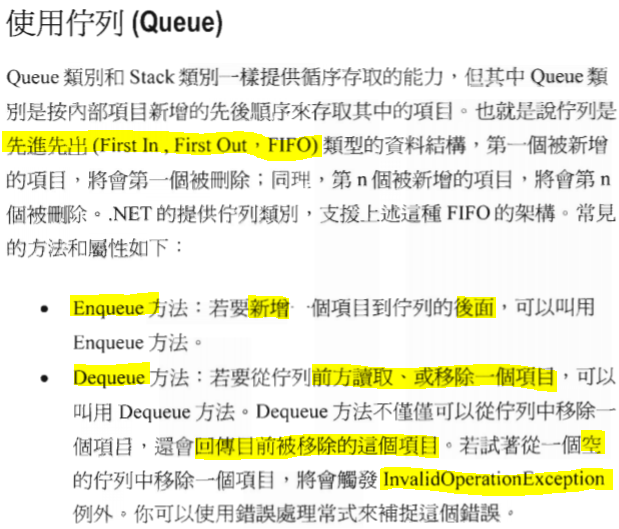 使用佇列 (Queue)
Queue 類別和 Stack 類別一樣提供循序存取的能力，但其中 Queue 類
別是按內部項目新增的先後順序來存取其中的項目。也就是說佇列是
先進先出 (First In , First Out，FIFO) 類型的資料結構，第一個被新增
的項目，將會第一個被刪除；同理，第 n 個被新增的項目，將會第 n
個被刪除。.NET 的提供佇列類別，支援上述這種 FIFO 的架構。常見
的方法和屬性如下：
• Enqueue 方法：若要新增一個項目到佇列的後面，可以叫用
Enqueue 方法。
• Dequeue 方法：若要從佇列前方讀取、或移除一個項目，可以
叫用 Dequeue 方法。Dequeue 方法不僅僅可以從佇列中移除一
個項目，還會回傳目前被移除的這個項目。若試著從一個空
的佇列中移除一個項目，將會觸發 InvalidOperationException
例外。你可以使用錯誤處理常式來補捉這個錯誤。